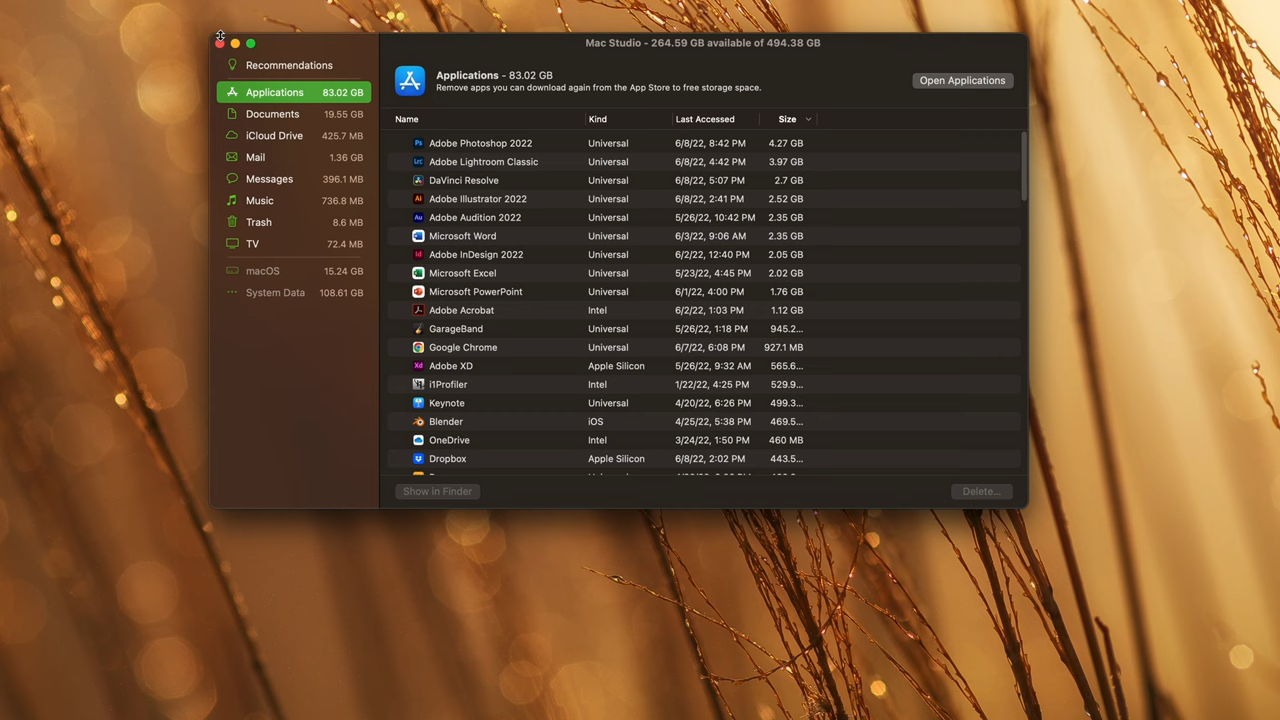 Mac Studio - 264.59 GB available of 494.38 GB
Recommendations
Applications 83.02 GB
Documents 19.55 GB
iCloud Drive 425.7 MB
Mail 1.36 GB
Messages 396.1 MB
Music 736.8 MB
Trash 8.6 MB
TV 72.4 MB
macOS 15.24 GB
System Data 108.61 GB
Applications - 83.02 GB
Remove apps you can download again from the App Store to free storage space.
Open Applications
Name Kind Last Accessed Size
Ps Adobe Photoshop 2022 Universal 6/8/22, 8:42 PM 4.27 GB
Lrc Adobe Lightroom Classic Universal 6/8/22, 4:42 PM 3.97 GB
DaVinci Resolve Universal 6/8/22, 5:07 PM 2.7 GB
Ai Adobe Illustrator 2022 Universal 6/8/22, 2:41 PM 2.52 GB
Au Adobe Audition 2022 Universal 5/26/22, 10:42 PM 2.35 GB
Microsoft Word Universal 6/3/22, 9:06 AM 2.35 GB
Id Adobe InDesign 2022 Universal 6/2/22, 12:40 PM 2.05 GB
Microsoft Excel Universal 5/23/22, 4:45 PM 2.02 GB
Microsoft PowerPoint Universal 6/1/22, 4:00 PM 1.76 GB
Adobe Acrobat Intel 6/2/22, 1:03 PM 1.12 GB
GarageBand Universal 5/26/22, 1:18 PM 945.2...
Google Chrome Universal 6/7/22, 6:08 PM 927.1 MB
Xd Adobe XD Apple Silicon 5/26/22, 9:32 AM 565.6...
i1Profiler Intel 1/22/22, 4:25 PM 529.9...
Keynote Universal 4/20/22, 6:26 PM 499.3...
Blender iOS 4/25/22, 5:38 PM 469.5...
OneDrive Intel 3/24/22, 1:50 PM 460 MB
Dropbox Apple Silicon 6/8/22, 2:02 PM 443.5...
Show in Finder
Delete...